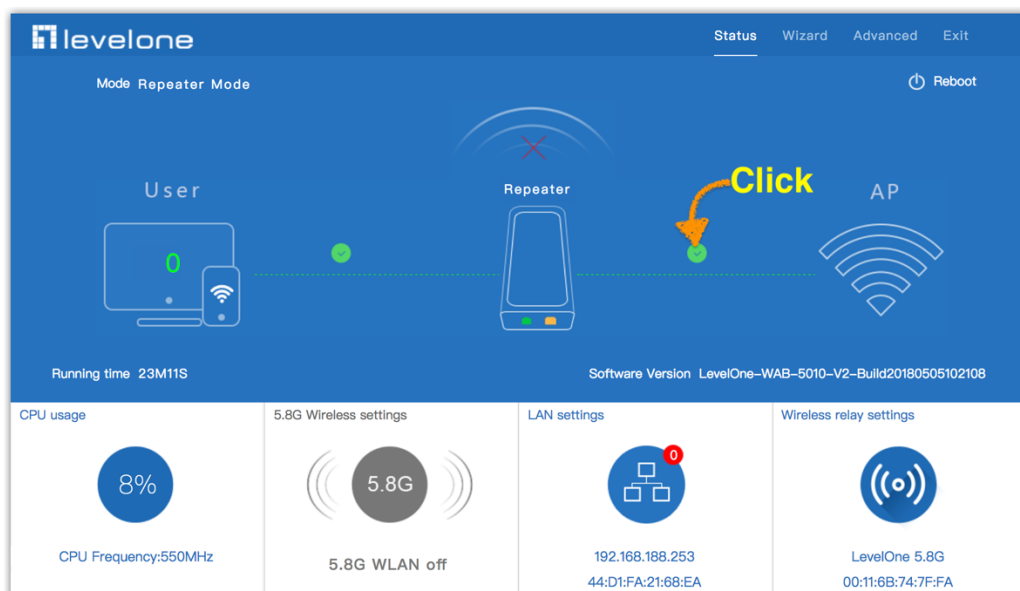 levelone
Status Wizard Advanced Exit
Mode Repeater Mode
Reboot
Click
User Repeater AP
0
Running time 23M11S
Software Version LevelOne-WAB-5010-V2-Build20180505102108
CPU usage
8%
CPU Frequency:550MHz
5.8G Wireless settings
5.8G
5.8G WLAN off
LAN settings
0
192.168.188.253
44:D1:FA:21:68:EA
Wireless relay settings
LevelOne 5.8G
00:11:6B:74:7F:FA